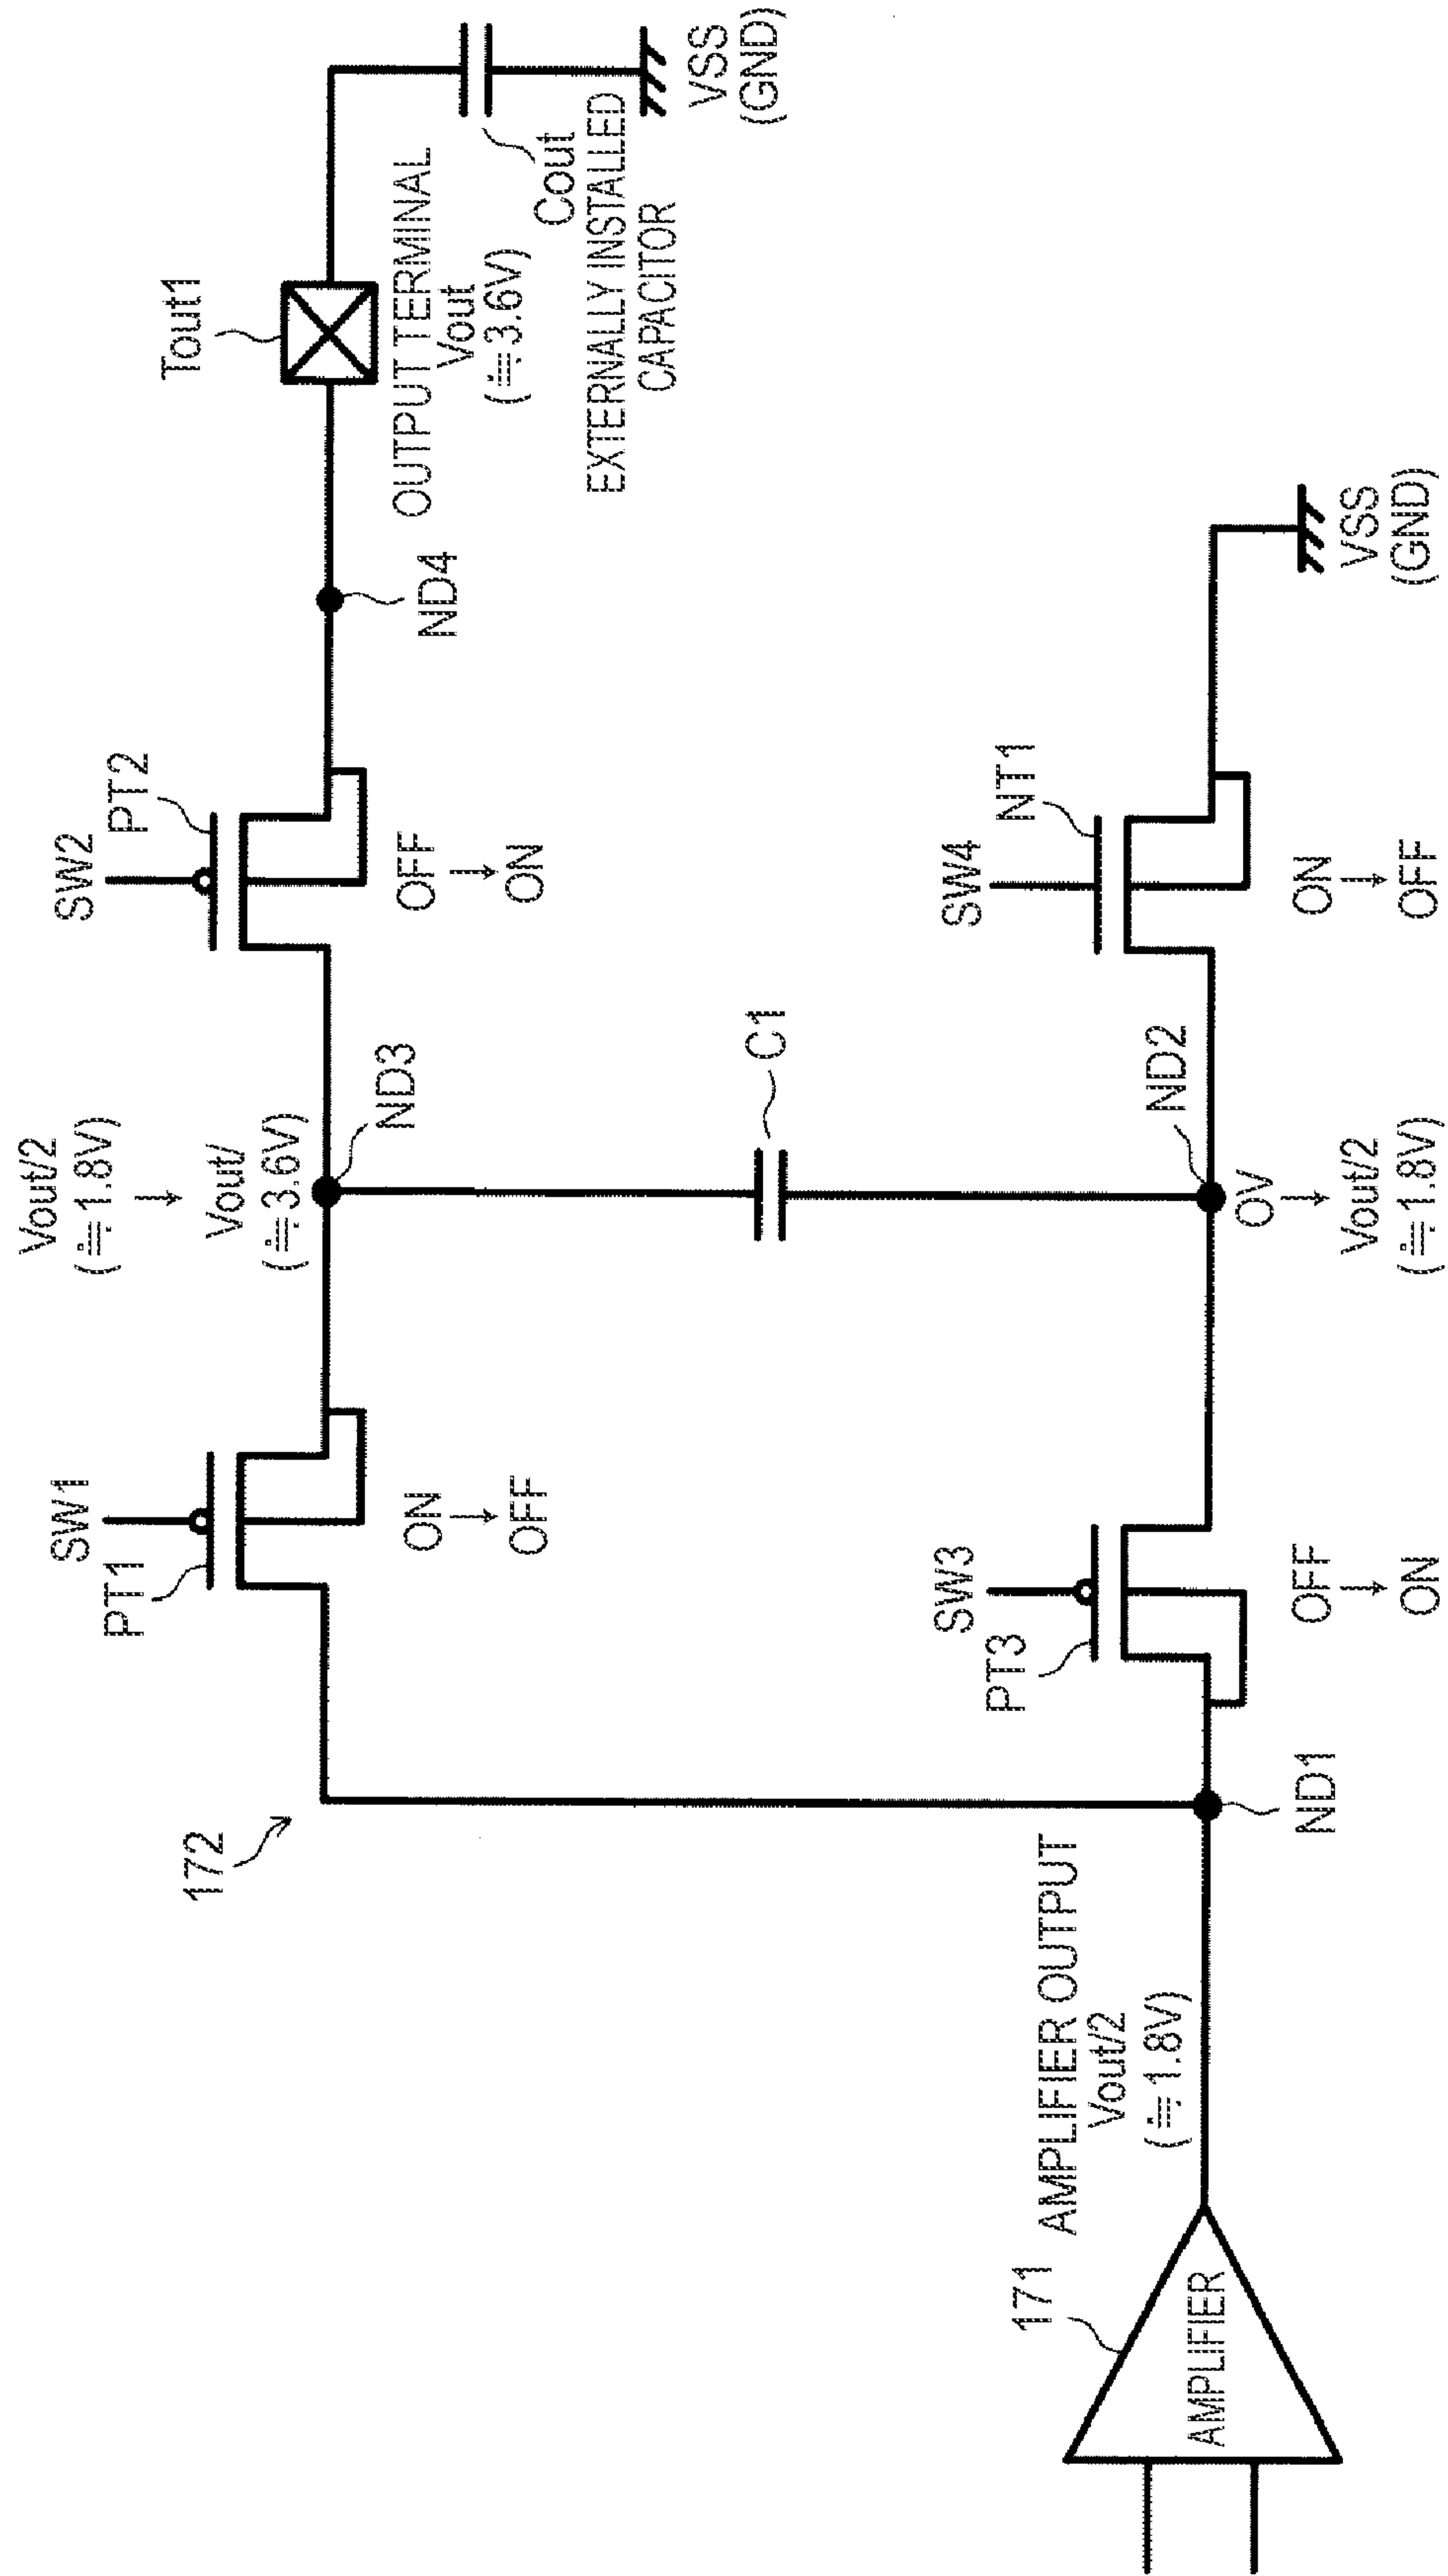 172
SW1
PT1
ON
↓
OFF
Vout/2
(≒1.8V)
↓
Vout/
(≒3.6V)
ND3
SW2
PT2
OFF
↓
ON
ND4
Tout1
OUTPUT TERMINAL
Vout
(≒3.6V)
Cout
EXTERNALLY INSTALLED
CAPACITOR
VSS
(GND)
C1
171
AMPLIFIER
AMPLIFIER OUTPUT
Vout/2
(≒1.8V)
ND1
SW3
PT3
OFF
↓
ON
ND2
0V
↓
Vout/2
(≒1.8V)
SW4
NT1
ON
↓
OFF
VSS
(GND)